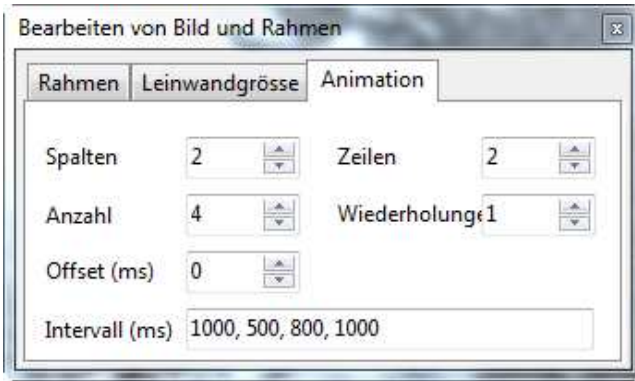 Bearbeiten von Bild und Rahmen
Rahmen Leinwandgrösse Animation
Spalten 2 Zeilen 2
Anzahl 4 Wiederholunge 1
Offset (ms) 0
Intervall (ms) 1000, 500, 800, 1000